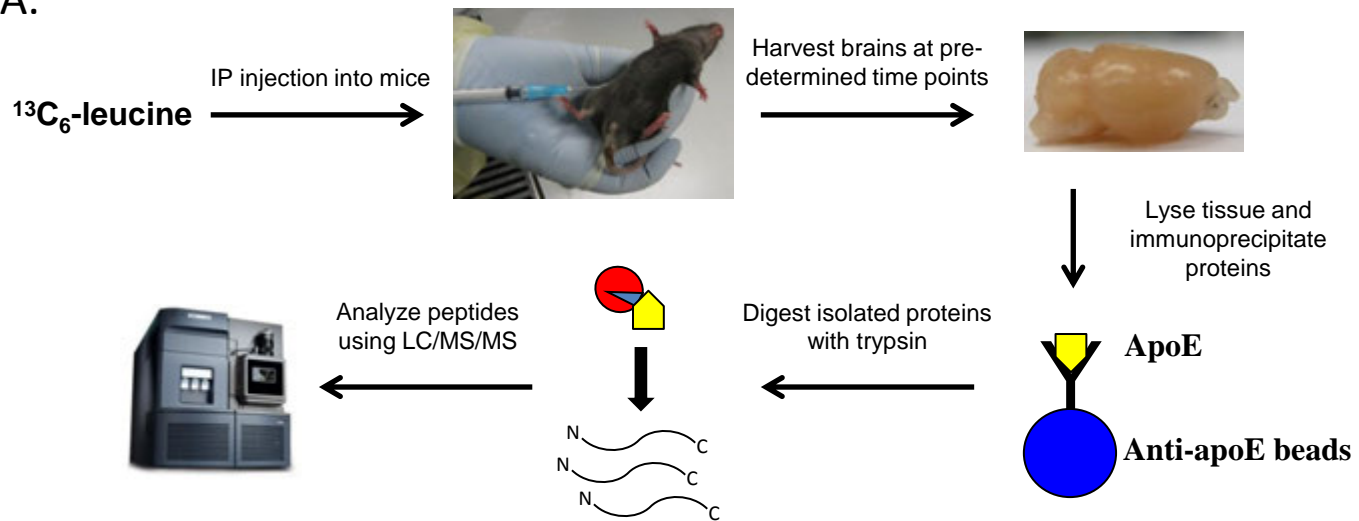 A.
IP injection into mice
Harvest brains at pre-
determined time points
¹³C₆-leucine
Lyse tissue and
immunoprecipitate
proteins
Analyze peptides
using LC/MS/MS
Digest isolated proteins
with trypsin
ApoE
N
C
N
C
N
C
Anti-apoE beads